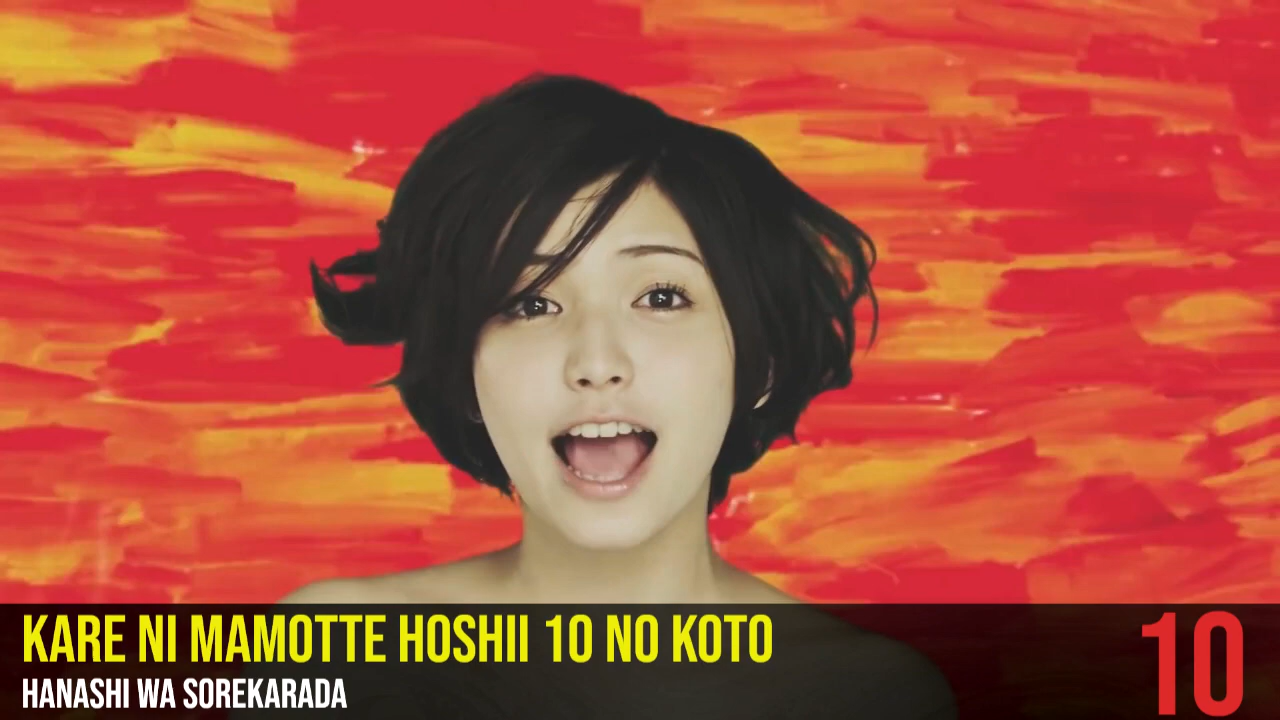 KARE NI MAMOTTE HOSHII 10 NO KOTO
HANASHI WA SOREKARADA
10